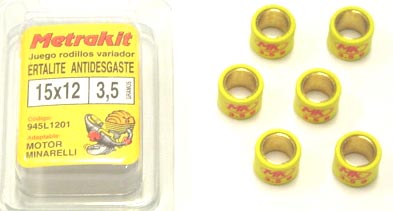 Metrakit
Juego rodillos variador
ERTALITE ANTIDESGASTE
15x12 3,5 GRAMOS
Código:
945L1201
Adaptable:
MOTOR
MINARELLI